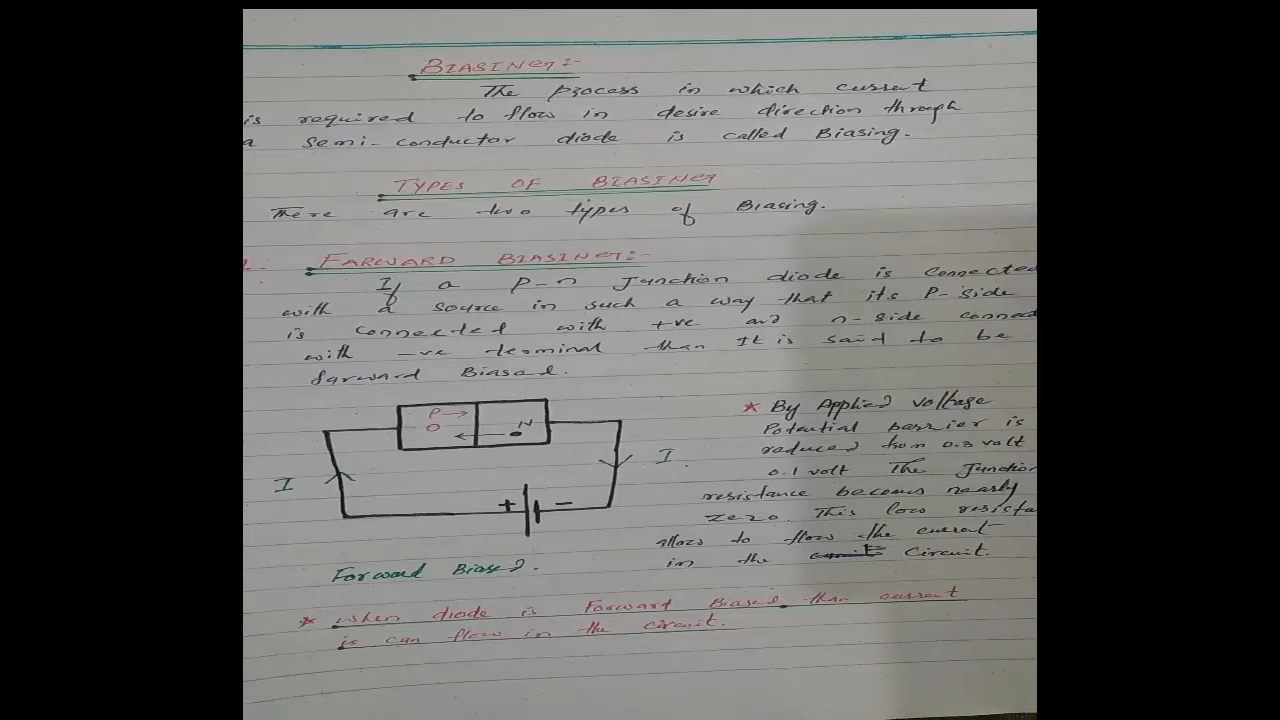 BIASING :-
The process in which current
is required to flow in desire direction through
a semi-conductor diode is called Biasing.
TYPES OF BIASING
There are two types of Biasing.
1.- FARWARD BIASING:-
If a p-n Junction diode is connected
with a source in such a way that its P-side
is connected with +ve and n-side connec
with -ve terminal than It is said to be
farward Biased.
P → N
O ←
I
I.
+ -
Forward Biased.
* By Applied voltage
Potential barrier is
reduced from 0.3 volt
0.1 volt The Junction
resistance becomes nearly
zero. This low resista
allows to flow the current
in the circuit.
* When diode is Forward Biased than current
is can flow in the circuit.